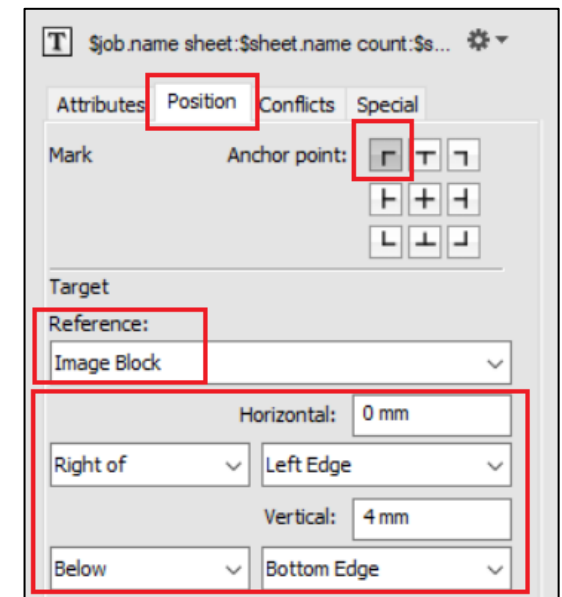 T $job.name sheet:$sheet.name count:$s...
Attributes Position Conflicts Special
Mark Anchor point:
Target
Reference:
Image Block
Horizontal: 0 mm
Right of Left Edge
Vertical: 4 mm
Below Bottom Edge